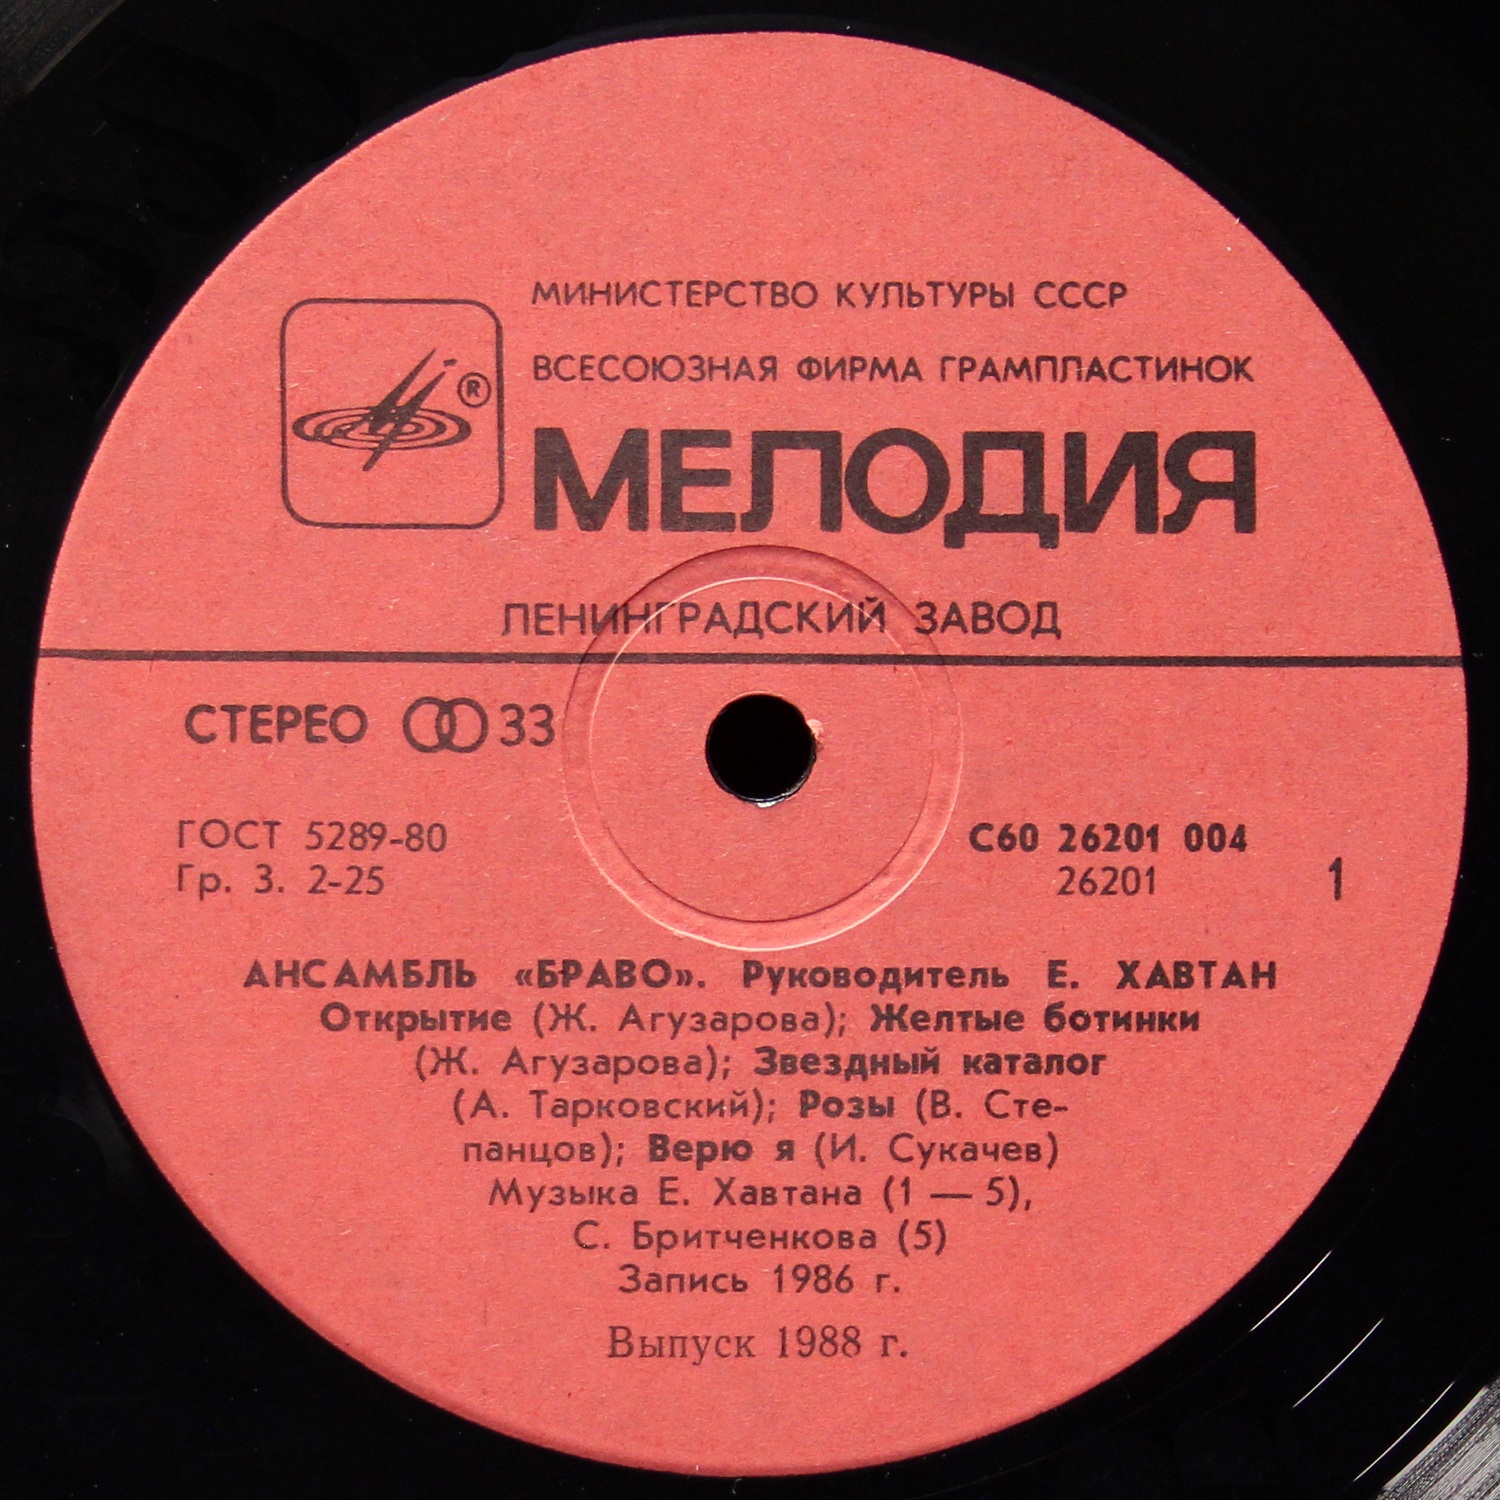 МИНИСТЕРСТВО КУЛЬТУРЫ СССР
ВСЕСОЮЗНАЯ ФИРМА ГРАМПЛАСТИНОК
®
МЕЛОДИЯ
ЛЕНИНГРАДСКИЙ ЗАВОД
СТЕРЕО 33
ГОСТ 5289-80
Гр. 3. 2-25
С60 26201 004
26201
1
АНСАМБЛЬ «БРАВО». Руководитель Е. ХАВТАН
Открытие (Ж. Агузарова); Желтые ботинки
(Ж. Агузарова); Звездный каталог
(А. Тарковский); Розы (В. Сте-
панцов); Верю я (И. Сукачев)
Музыка Е. Хавтана (1 — 5),
С. Бритченкова (5)
Запись 1986 г.
Выпуск 1988 г.